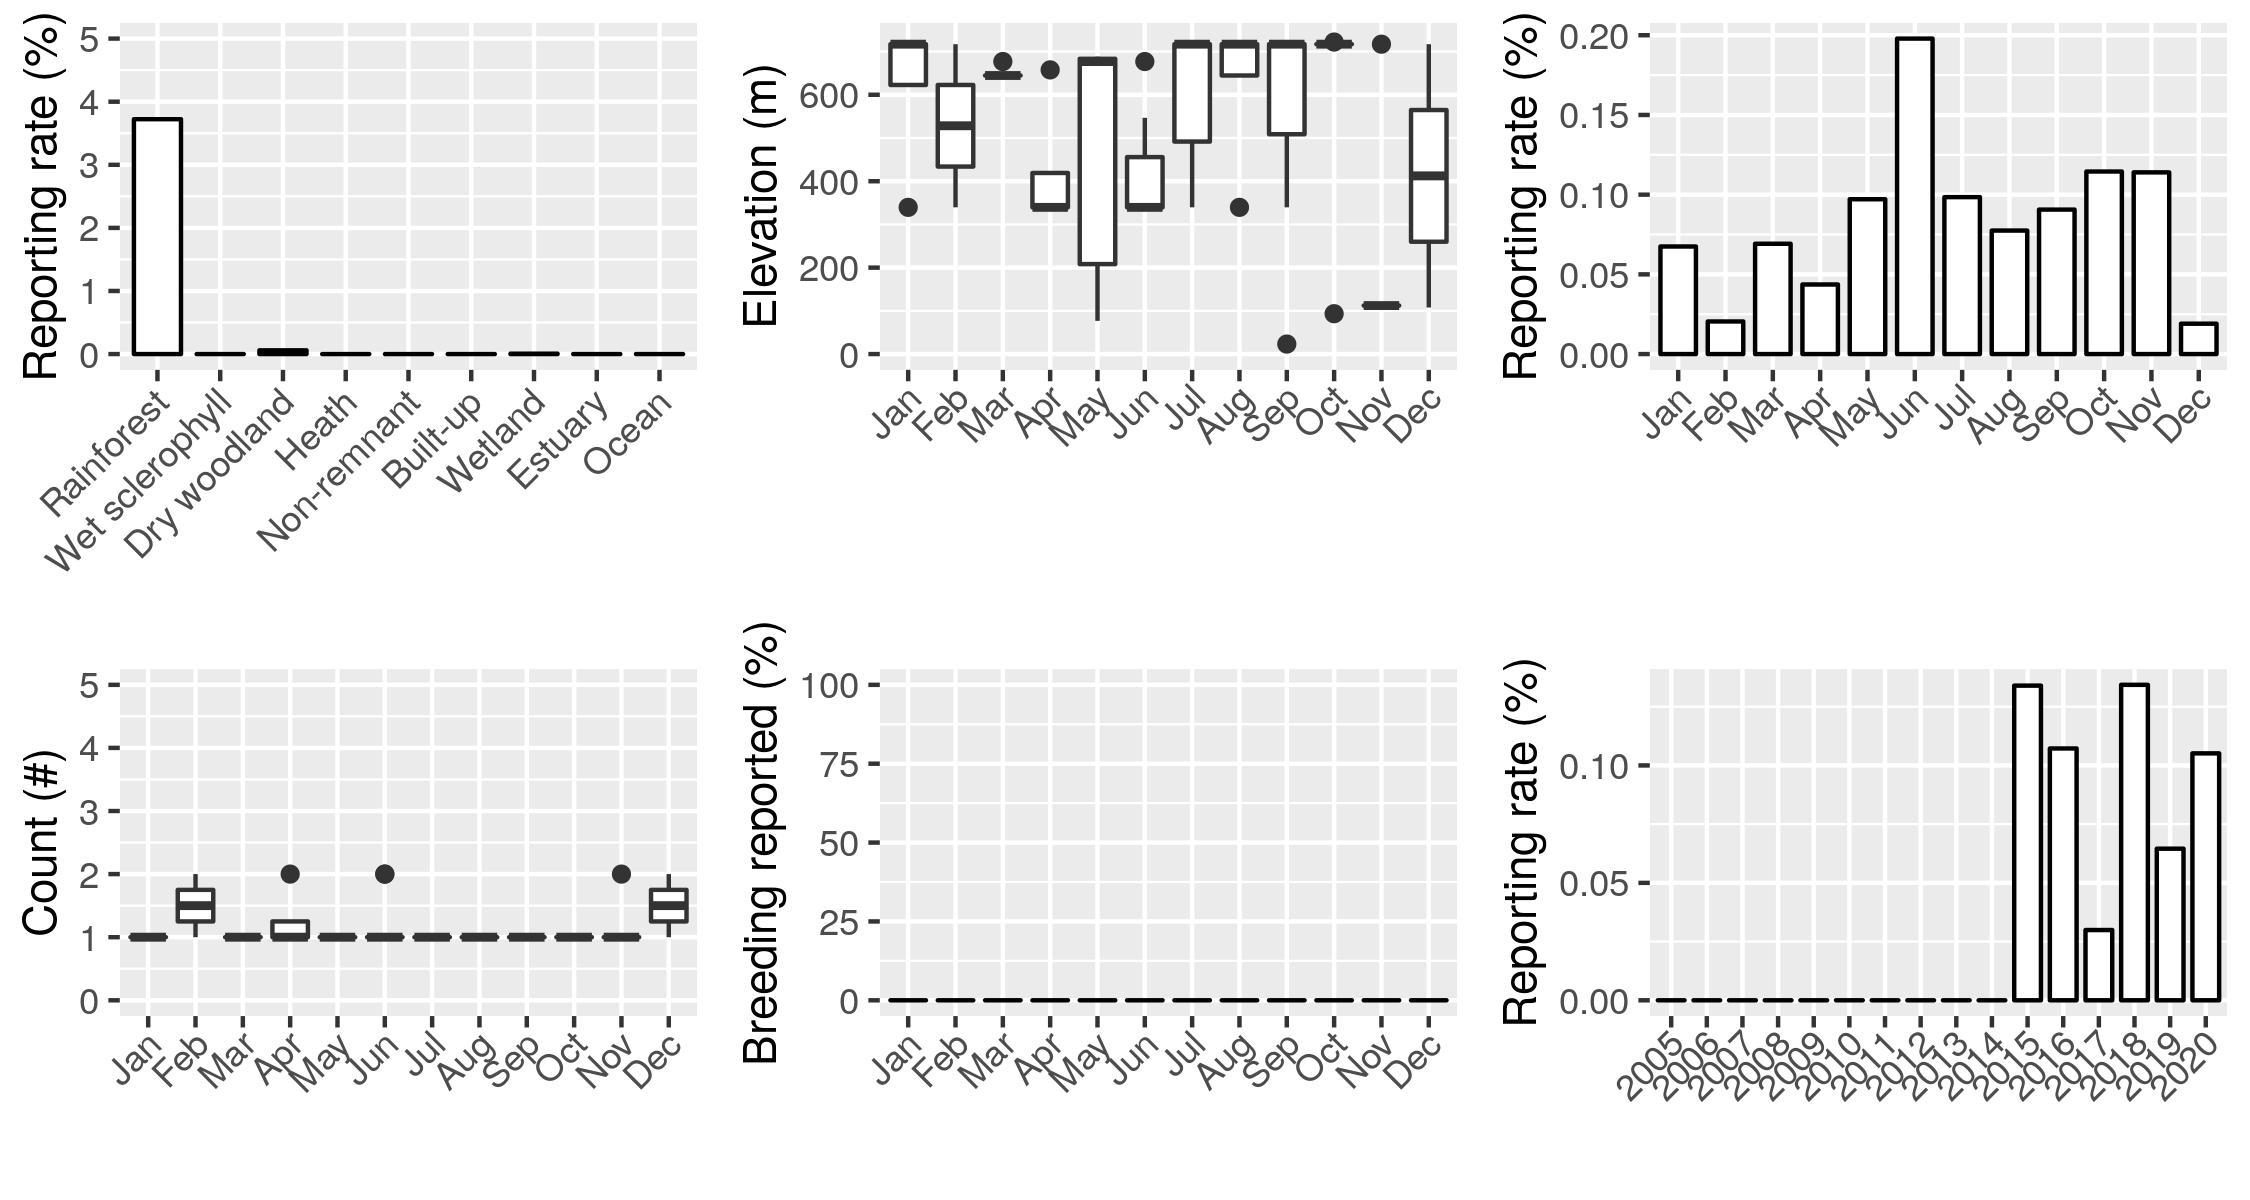 Reporting rate (%)
5
4
3
2
1
0
Rainforest
Wet sclerophyll
Dry woodland
Heath
Non-remnant
Built-up
Wetland
Estuary
Ocean
Elevation (m)
600
400
200
0
Jan
Feb
Mar
Apr
May
Jun
Jul
Aug
Sep
Oct
Nov
Dec
Reporting rate (%)
0.20
0.15
0.10
0.05
0.00
Jan
Feb
Mar
Apr
May
Jun
Jul
Aug
Sep
Oct
Nov
Dec
Count (#)
5
4
3
2
1
0
Jan
Feb
Mar
Apr
May
Jun
Jul
Aug
Sep
Oct
Nov
Dec
Breeding reported (%)
100
75
50
25
0
Jan
Feb
Mar
Apr
May
Jun
Jul
Aug
Sep
Oct
Nov
Dec
Reporting rate (%)
0.10
0.05
0.00
2005
2006
2007
2008
2009
2010
2011
2012
2013
2014
2015
2016
2017
2018
2019
2020